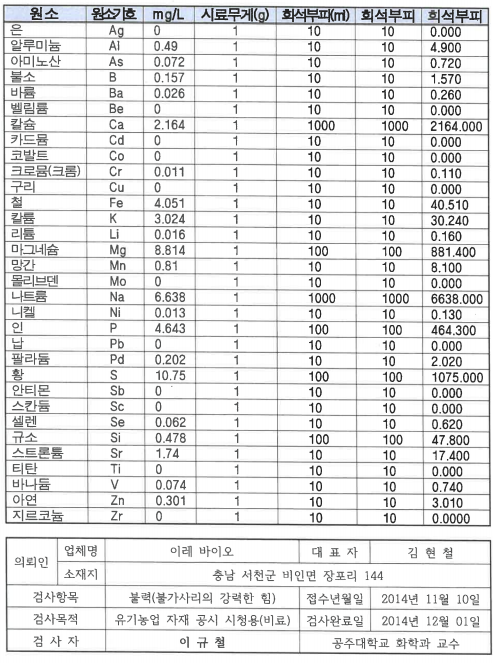 원 소 원소기호 mg/L 시료무게(g) 희석부피(ml) 희석부피 희석부피
은 Ag 0 1 10 10 0.000
알루미늄 Al 0.49 1 10 10 4.900
아미노산 As 0.072 1 10 10 0.720
불소 B 0.157 1 10 10 1.570
바륨 Ba 0.026 1 10 10 0.260
벨림륨 Be 0 1 10 10 0.000
칼슘 Ca 2.164 1 1000 1000 2164.000
카드뮴 Cd 0 1 10 10 0.000
코발트 Co 0 1 10 10 0.000
크로뮴(크롬) Cr 0.011 1 10 10 0.110
구리 Cu 0 1 10 10 0.000
철 Fe 4.051 1 10 10 40.510
칼륨 K 3.024 1 10 10 30.240
리튬 Li 0.016 1 10 10 0.160
마그네슘 Mg 8.814 1 100 100 881.400
망간 Mn 0.81 1 10 10 8.100
몰리브덴 Mo 0 1 10 10 0.000
나트륨 Na 6.638 1 1000 1000 6638.000
니켈 Ni 0.013 1 10 10 0.130
인 P 4.643 1 100 100 464.300
납 Pb 0 1 10 10 0.000
팔라듐 Pd 0.202 1 10 10 2.020
황 S 10.75 1 100 100 1075.000
안티몬 Sb 0 1 10 10 0.000
스칸듐 Sc 0 1 10 10 0.000
셀렌 Se 0.062 1 10 10 0.620
규소 Si 0.478 1 100 100 47.800
스트론튬 Sr 1.74 1 10 10 17.400
티탄 Ti 0 1 10 10 0.000
바나듐 V 0.074 1 10 10 0.740
아연 Zn 0.301 1 10 10 3.010
지르코늄 Zr 0 1 10 10 0.0000
의뢰인 업체명 이레 바이오 대 표 자 김 현 철
소재지 충남 서천군 비인면 장포리 144
검사항목 불력(불가사리의 강력한 힘) 접수년월일 2014년 11월 10일
검사목적 유기농업 자재 공시 시청용(비료) 검사완료일 2014년 12월 01일
검 사 자 이 규 철 공주대학교 화학과 교수